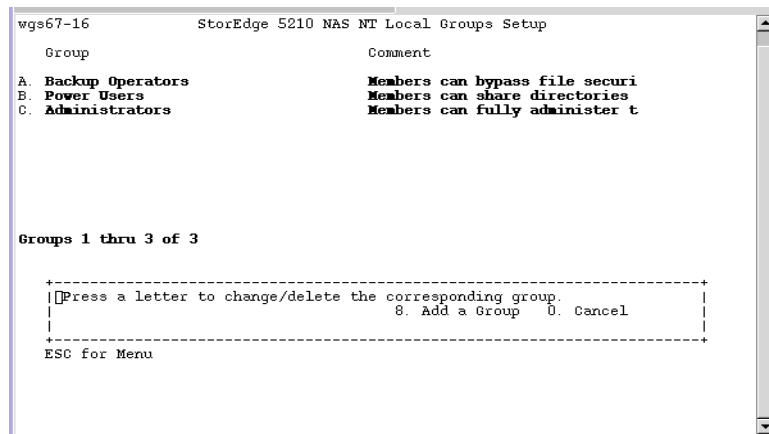 wgs67-16 StorEdge 5210 NAS NT Local Groups Setup
Group Comment
A. Backup Operators Members can bypass file securi
B. Power Users Members can share directories
C. Administrators Members can fully administer t
Groups 1 thru 3 of 3
Press a letter to change/delete the corresponding group.
8. Add a Group 0. Cancel
ESC for Menu